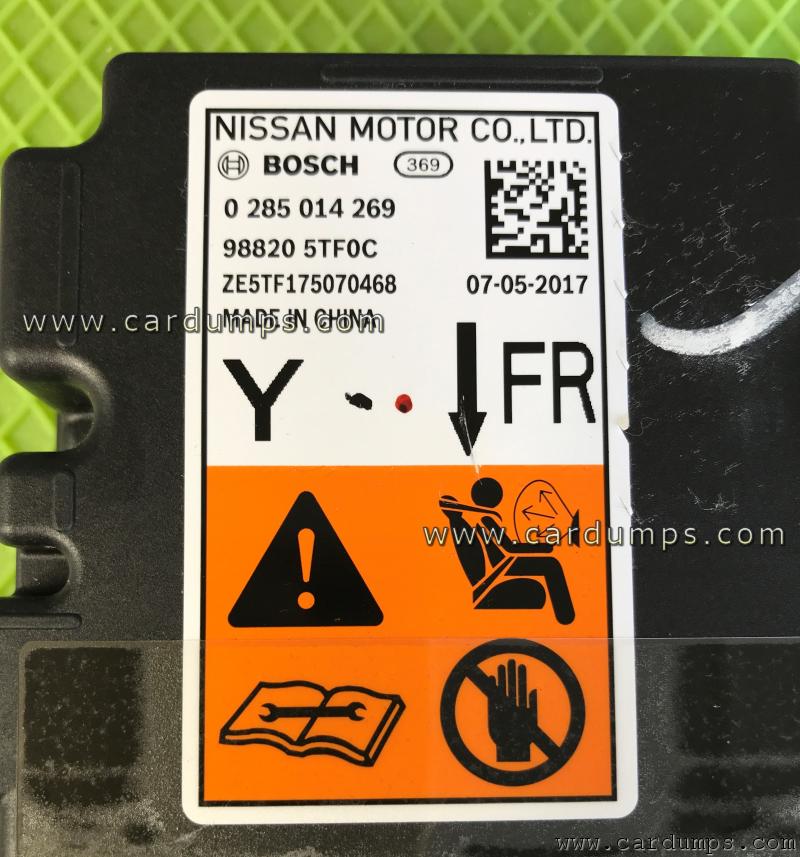 NISSAN MOTOR CO.,LTD.
BOSCH 369
0 285 014 269
98820 5TF0C
ZE5TF175070468 07-05-2017
MADE IN CHINA
www.cardumps.com
Y FR
www.cardumps.com
www.cardumps.com